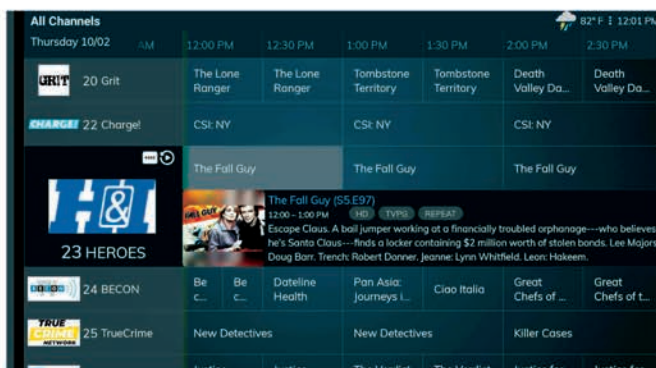 All Channels
82° F 12:01 PM
Thursday 10/02 AM 12:00 PM 12:30 PM 1:00 PM 1:30 PM 2:00 PM 2:30 PM
GRIT 20 Grit The Lone Ranger The Lone Ranger Tombstone Territory Tombstone Territory Death Valley Da... Death Valley Da...
CHARGE! 22 Charge! CSI: NY CSI: NY CSI: NY
The Fall Guy The Fall Guy The Fall Guy
H&I
23 HEROES
FALL GUY
The Fall Guy (S5.E97)
12:00 – 1:00 PM HD TVPG REPEAT
Escape Claus. A bail jumper working at a financially troubled orphanage---who believes
he's Santa Claus---finds a locker containing $2 million worth of stolen bonds. Lee Majors
Doug Barr. Trench: Robert Donner, Jeanne: Lynn Whitfield. Leon: Hakeem.
BECON 24 BECON Be c... Be c... Dateline Health Pan Asia: Journeys i... Ciao Italia Great Chefs of ... Great Chefs of t...
TRUE CRIME NETWORK 25 TrueCrime New Detectives New Detectives Killer Cases